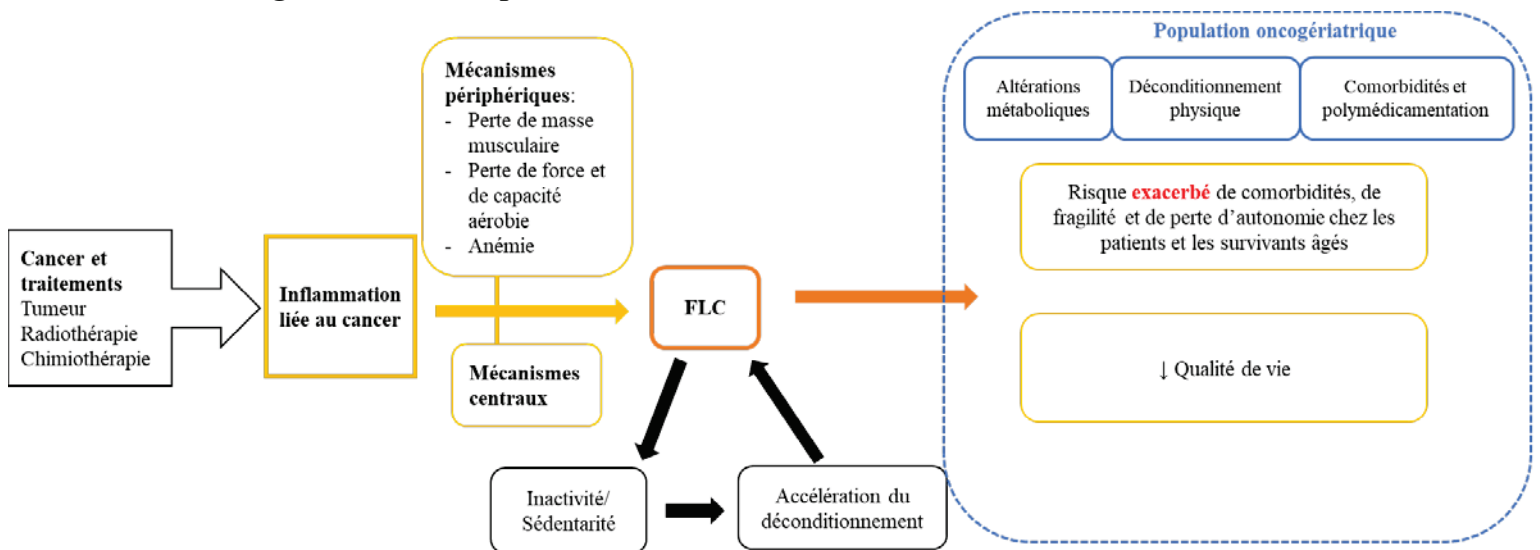 Cancer et
traitements
Tumeur
Radiothérapie
Chimiothérapie
Inflammation
liée au cancer
Mécanismes
périphériques:
- Perte de masse
musculaire
- Perte de force et
de capacité
aérobie
- Anémie
Mécanismes
centraux
FLC
Inactivité/
Sédentarité
Accélération du
déconditionnement
Population oncogériatrique
Altérations
métaboliques
Déconditionnement
physique
Comorbidités et
polymédicamentation
Risque exacerbé de comorbidités, de
fragilité et de perte d’autonomie chez les
patients et les survivants âgés
↓ Qualité de vie